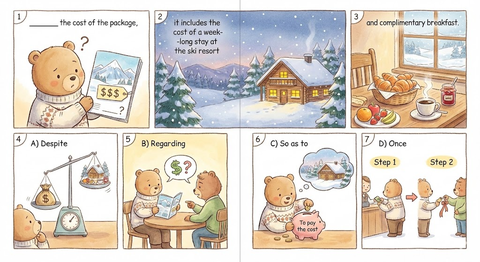 1
_______ the cost of the package,
?
$$$
?
2
it includes the
cost of a week-
-long stay at
the ski resort
3
and complimentary breakfast.
4
A) Despite
$
5
B) Regarding
$?
6
C) So as to
To pay
the cost
7
D) Once
Step 1
Step 2